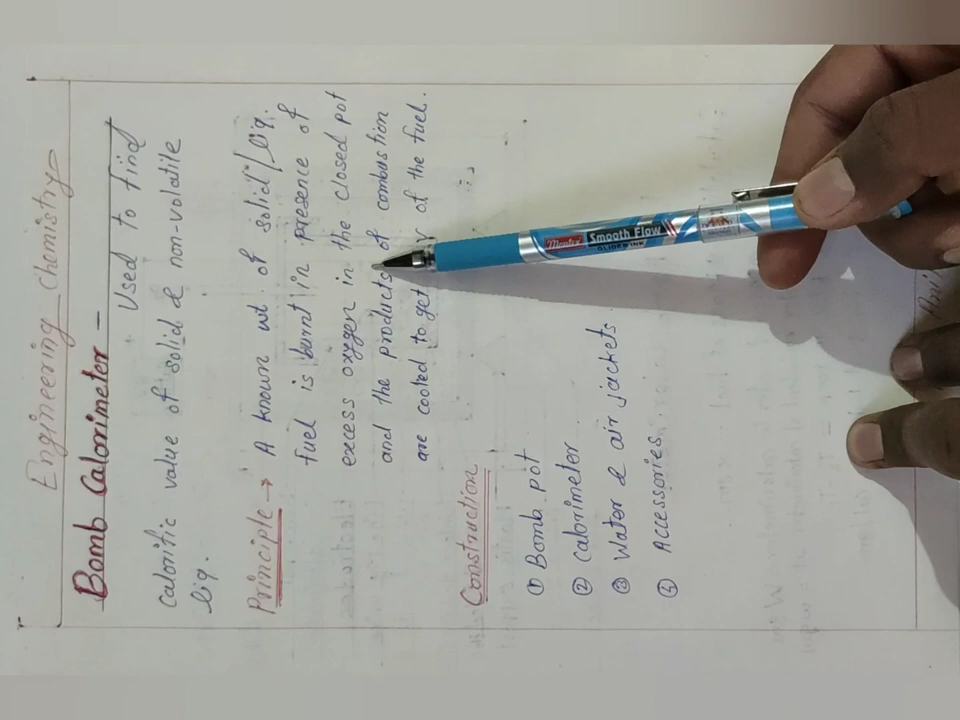 Engineering Chemistry
Bomb Calorimeter -
Used to find
Calorific value of solid & non-volatile
liq.
Principle → A known wt. of solid/liq.
fuel is burnt in presence of
excess oxygen in the closed pot
and the products of combustion
are cooled to get of the fuel.
Construction
① Bomb pot
② Calorimeter
③ Water & air jackets
④ Accessories
Montex Smooth Flow
GLIDER INK